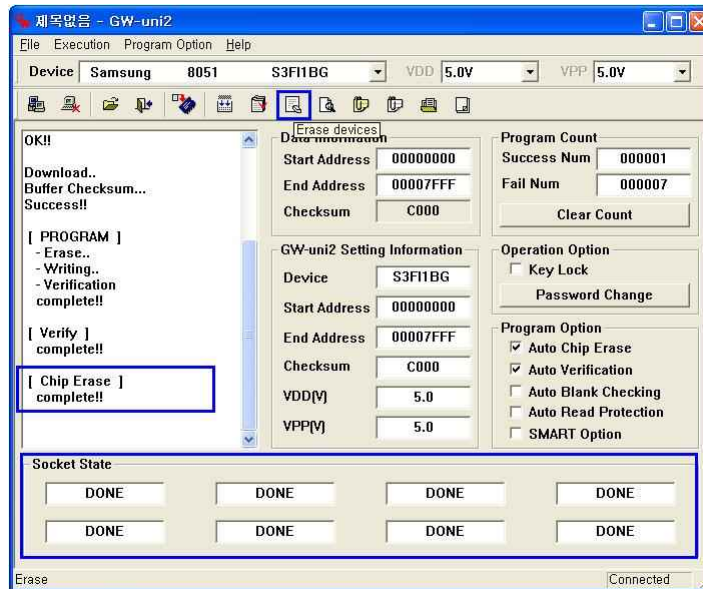 제목없음 - GW-uni2
File Execution Program Option Help
Device Samsung 8051 S3FI1BG VDD 5.0V VPP 5.0V
Erase devices
OK!!
Download..
Buffer Checksum...
Success!!
[ PROGRAM ]
- Erase..
- Writing..
- Verification
complete!!
[ Verify ]
complete!!
[ Chip Erase ]
complete!!
Data Information
Start Address 00000000
End Address 00007FFF
Checksum C000
GW-uni2 Setting Information
Device S3FI1BG
Start Address 00000000
End Address 00007FFF
Checksum C000
VDD(V) 5.0
VPP(V) 5.0
Program Count
Success Num 000001
Fail Num 000007
Clear Count
Operation Option
Key Lock
Password Change
Program Option
Auto Chip Erase
Auto Verification
Auto Blank Checking
Auto Read Protection
SMART Option
Socket State
DONE DONE DONE DONE
DONE DONE DONE DONE
Erase Connected